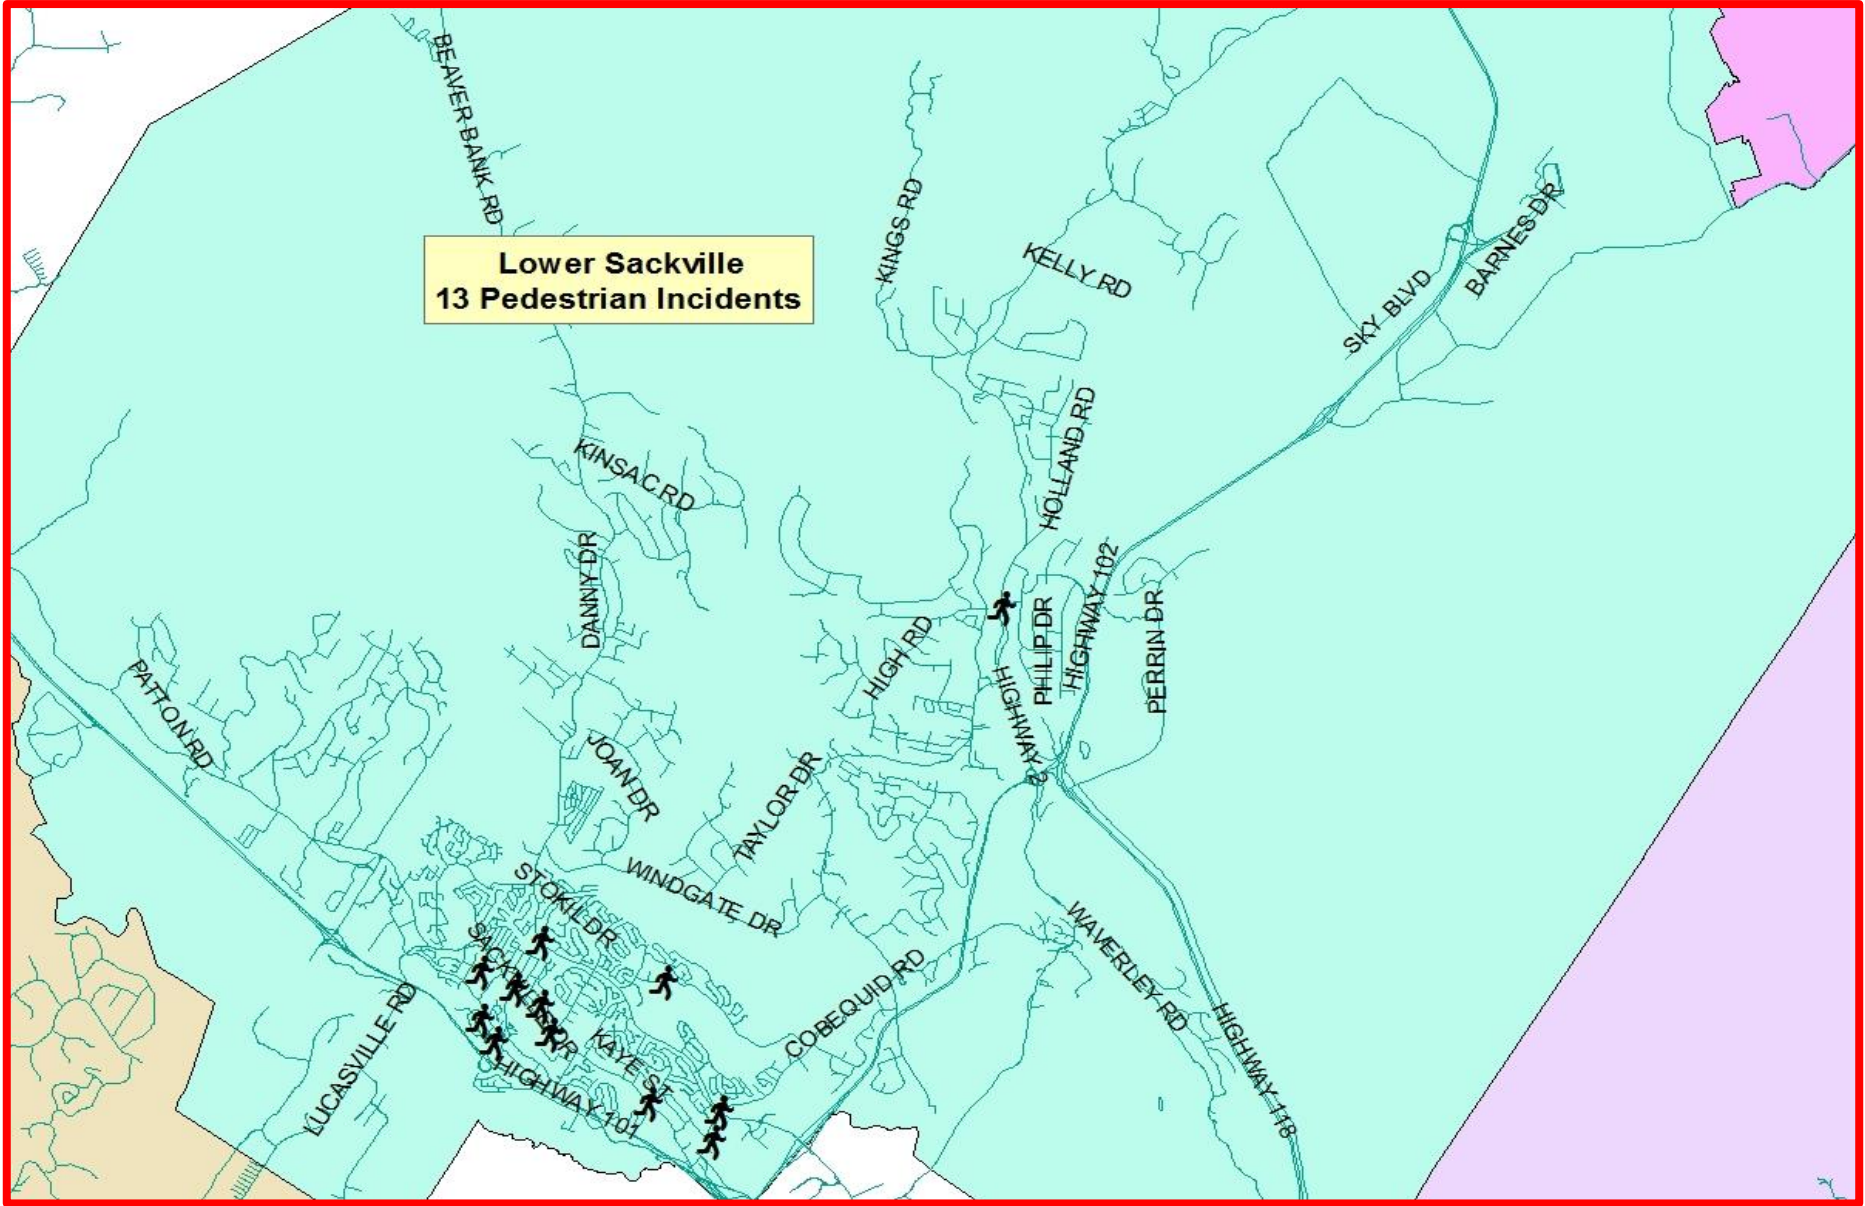 BEAVER BANK RD
KINGS RD
KELLY RD
BARNES DR
SKY BLVD
Lower Sackville
13 Pedestrian Incidents
HOLLAND RD
KINSAC RD
DANNY DR
HIGHWAY 102
PHILIP DR
PERRIN DR
HIGH RD
PATTON RD
HIGHWAY 2
JOAN DR
TAYLOR DR
STOKIL DR
WINDGATE DR
SACKVILLE DR
WAVERLEY RD
COBEQUID RD
LUCASVILLE RD
KAYE ST
HIGHWAY 101
HIGHWAY 118